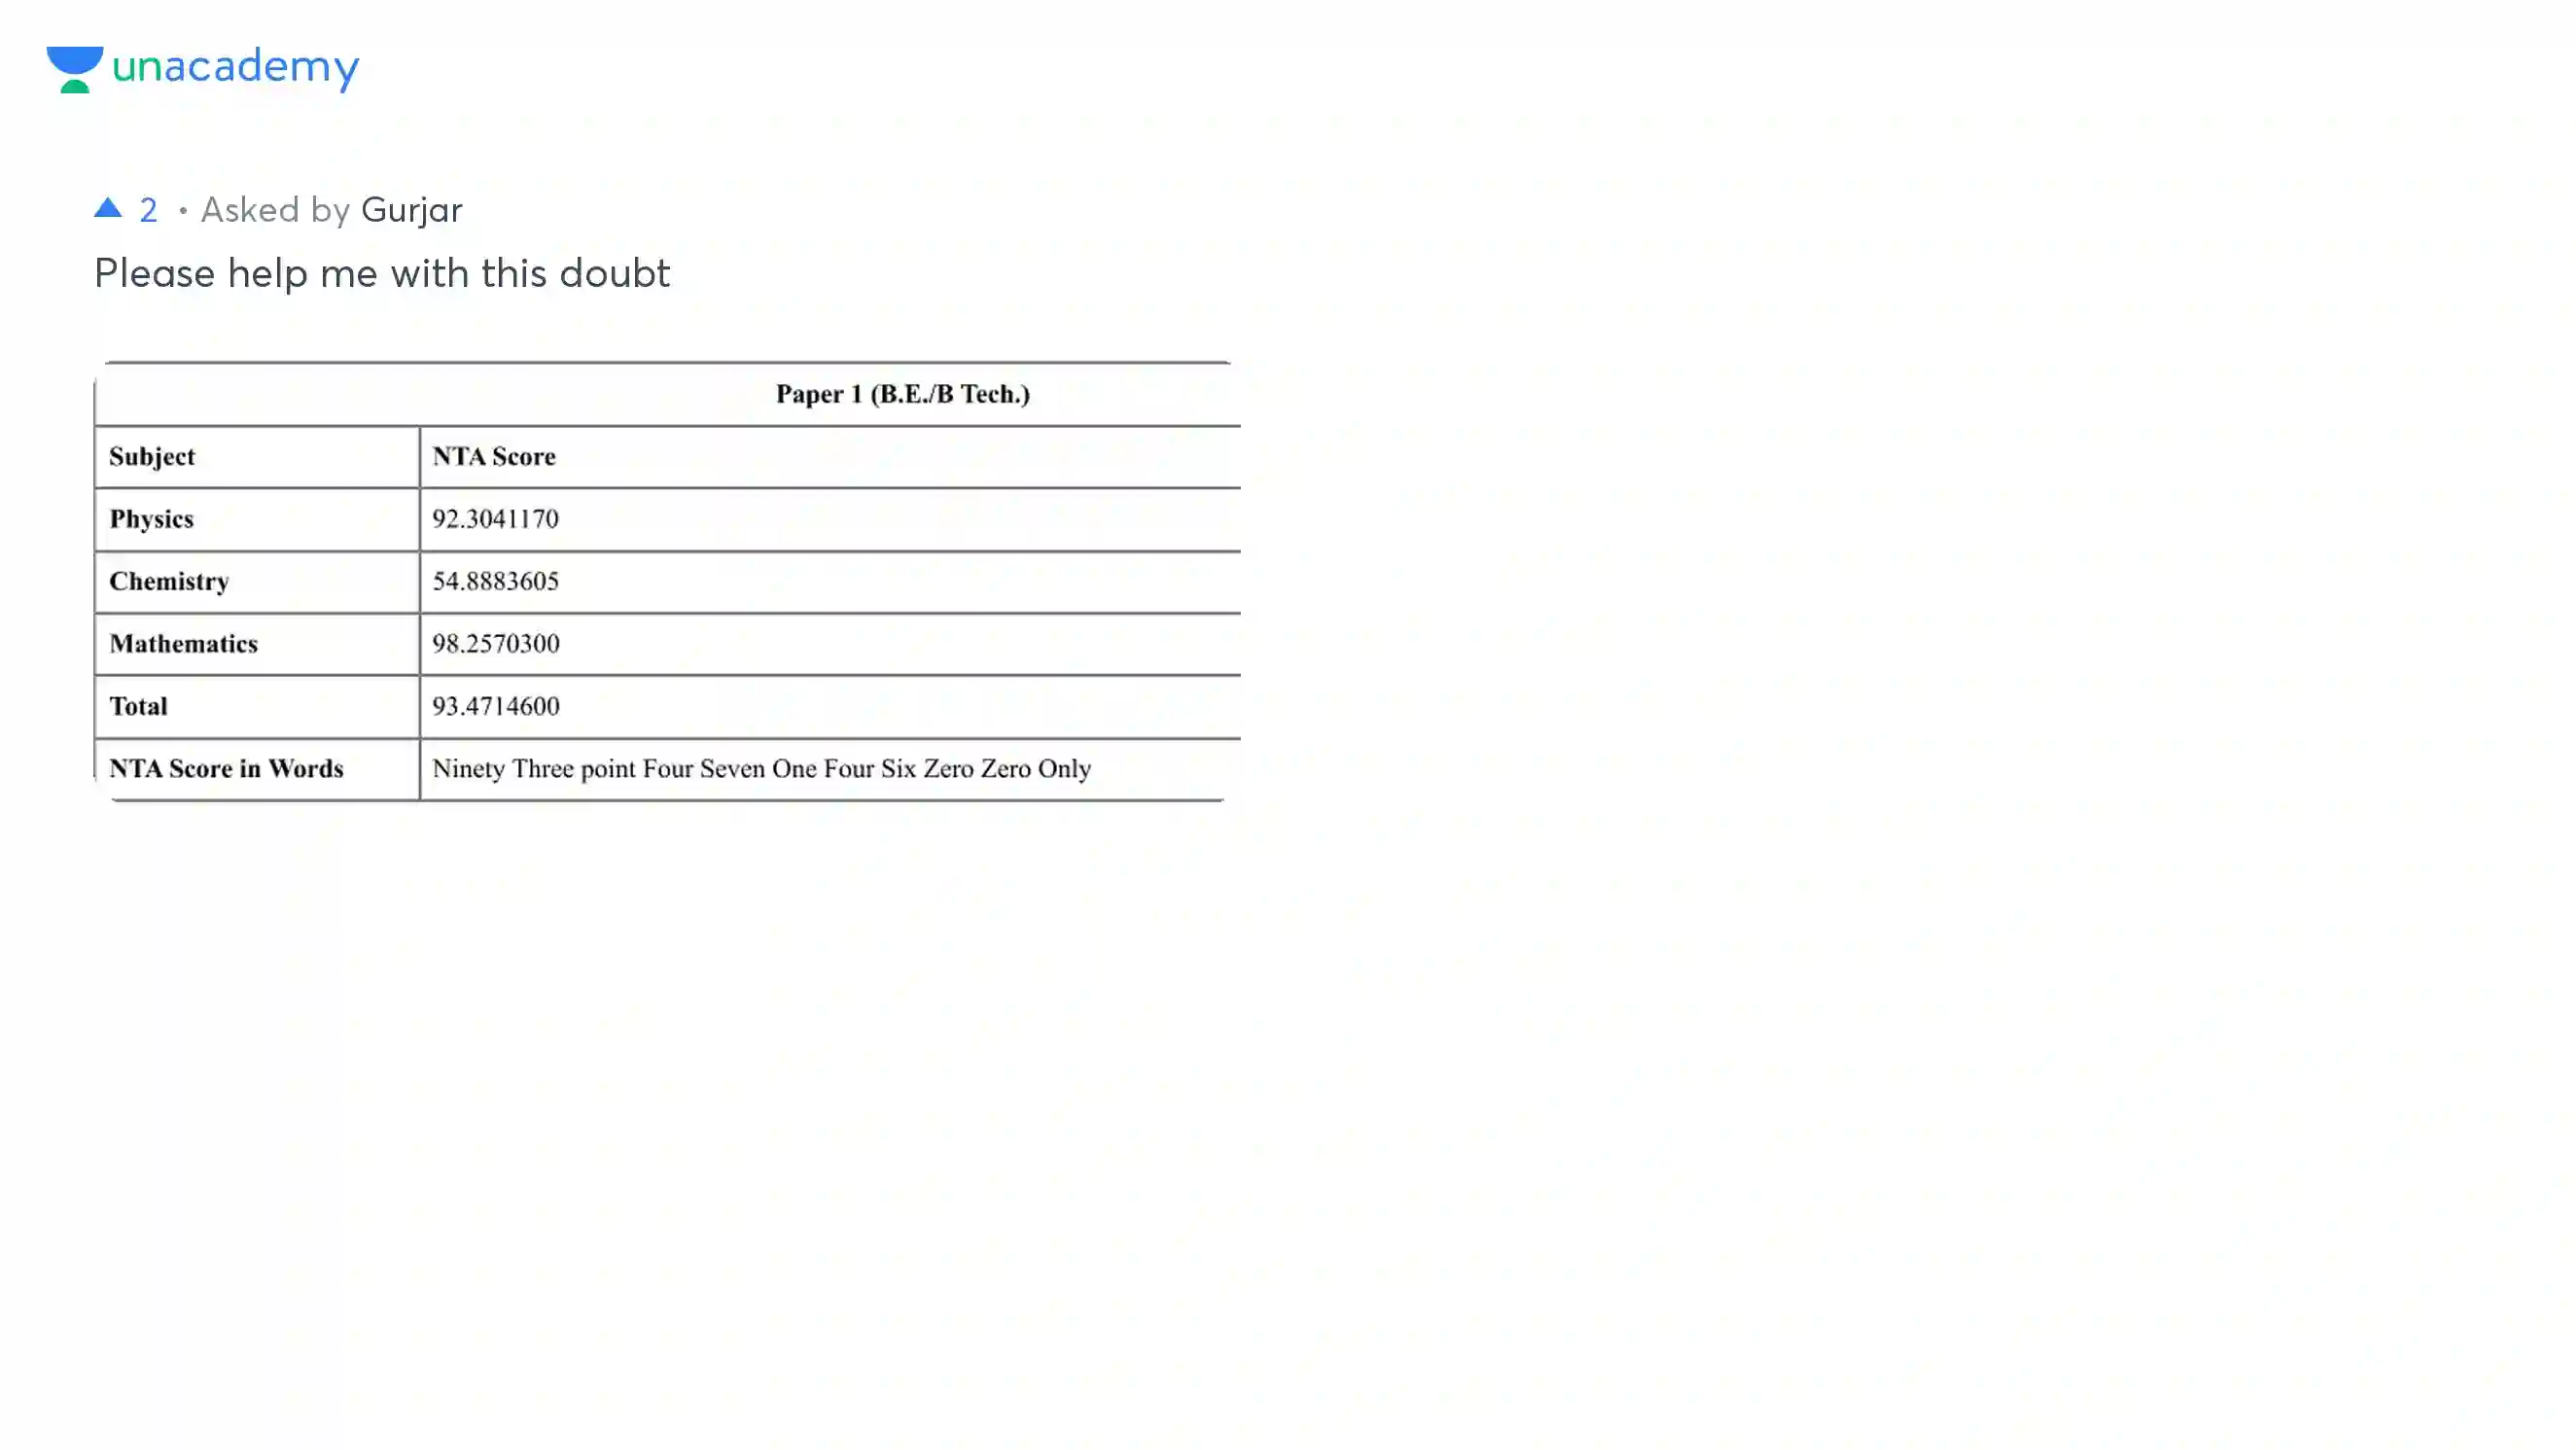 unacademy
2 • Asked by Gurjar
Please help me with this doubt
Paper 1 (B.E./B Tech.)
Subject NTA Score
Physics 92.3041170
Chemistry 54.8883605
Mathematics 98.2570300
Total 93.4714600
NTA Score in Words Ninety Three point Four Seven One Four Six Zero Zero Only